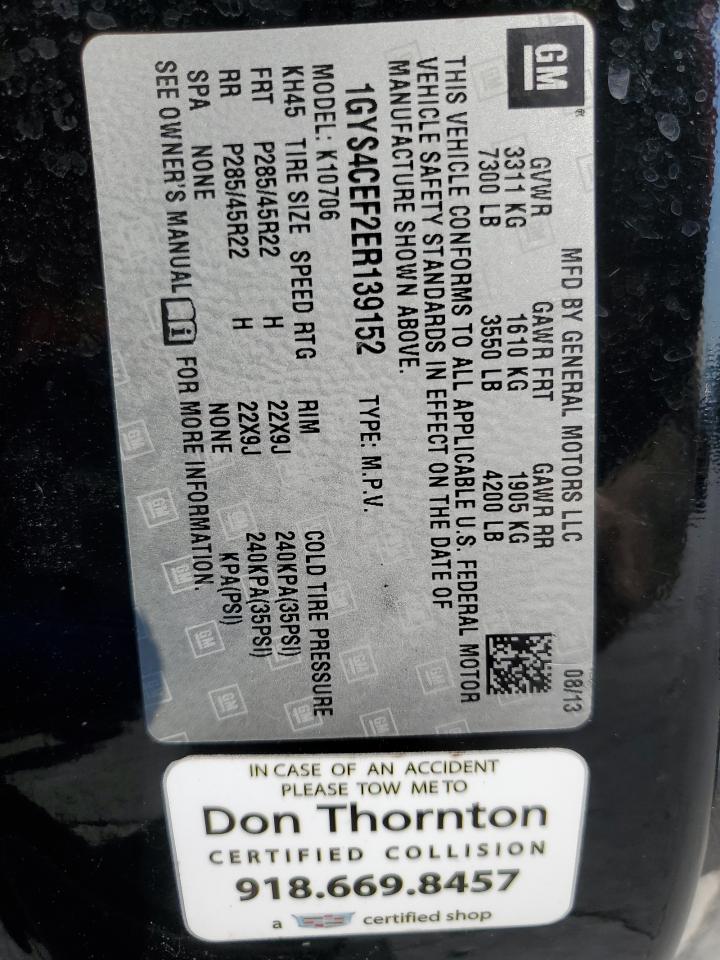 GM
MFD BY GENERAL MOTORS LLC 08/13
GVWR GAWR FRT GAWR RR
3311 KG 1610 KG 1905 KG
7300 LB 3550 LB 4200 LB
THIS VEHICLE CONFORMS TO ALL APPLICABLE U.S. FEDERAL MOTOR
VEHICLE SAFETY STANDARDS IN EFFECT ON THE DATE OF
MANUFACTURE SHOWN ABOVE.
1GYS4CEF2ER139152 TYPE: M.P.V.
MODEL: K10706
KH45 TIRE SIZE SPEED RTG RIM COLD TIRE PRESSURE
FRT P285/45R22 H 22X9J 240KPA(35PSI)
RR P285/45R22 H 22X9J 240KPA(35PSI)
SPA NONE NONE KPA(PSI)
SEE OWNER'S MANUAL i FOR MORE INFORMATION.
IN CASE OF AN ACCIDENT
PLEASE TOW ME TO
Don Thornton
CERTIFIED COLLISION
918.669.8457
a certified shop